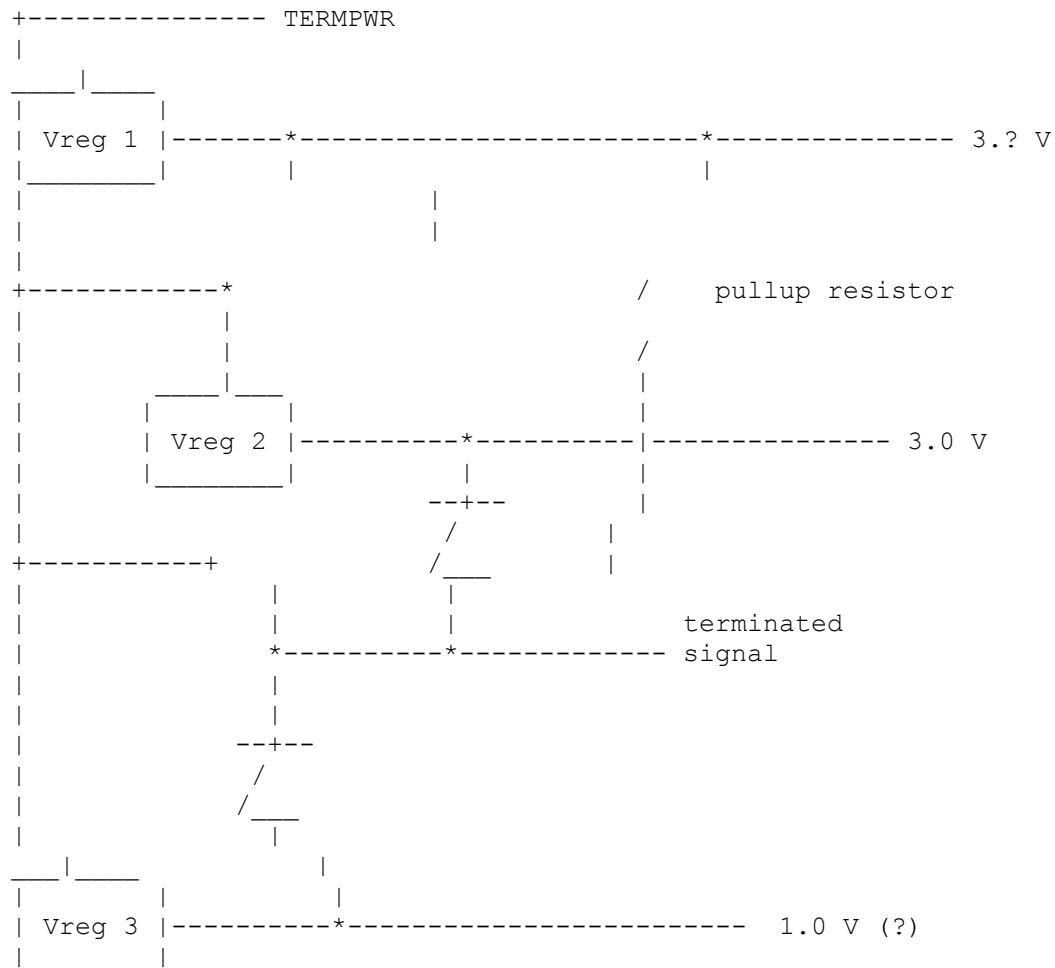 TERMPWR
Vreg 1
3.? V
pullup resistor
Vreg 2
3.0 V
terminated
signal
Vreg 3
1.0 V (?)